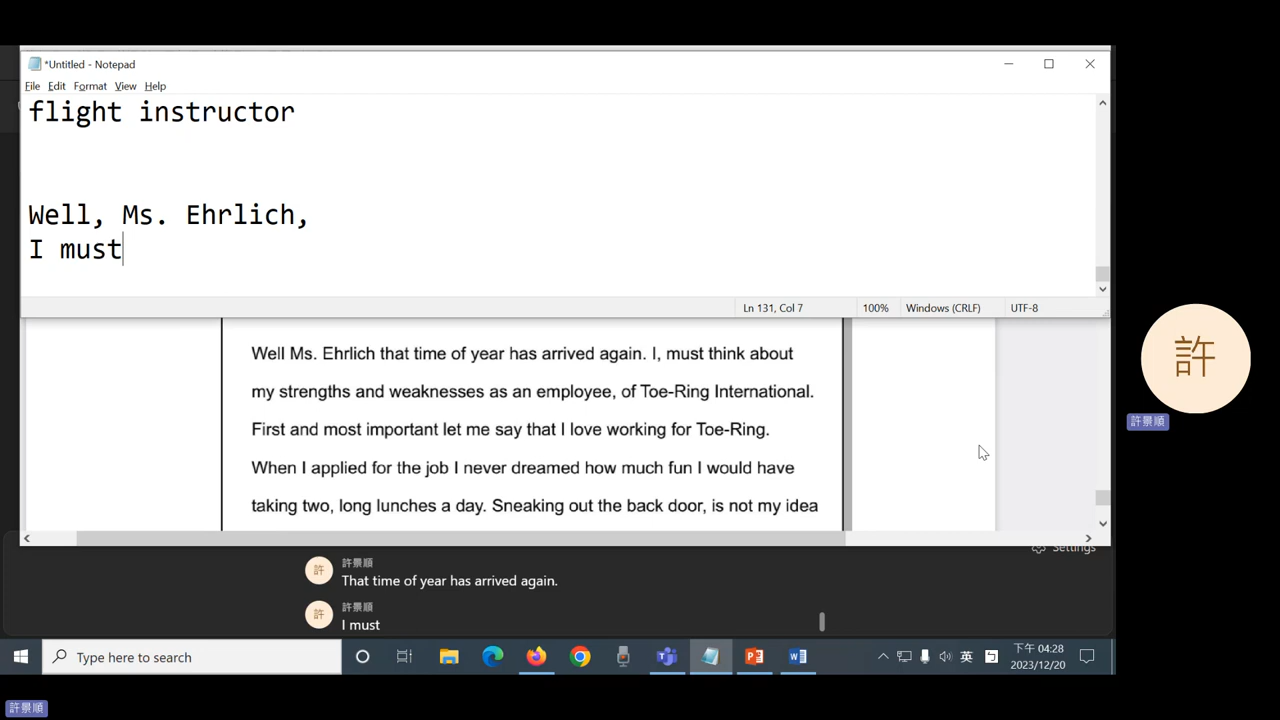 *Untitled - Notepad
File Edit Format View Help
flight instructor
Well, Ms. Ehrlich,
I must
Ln 131, Col 7 100% Windows (CRLF) UTF-8
Well Ms. Ehrlich that time of year has arrived again. I, must think about
my strengths and weaknesses as an employee, of Toe-Ring International.
First and most important let me say that I love working for Toe-Ring.
When I applied for the job I never dreamed how much fun I would have
taking two, long lunches a day. Sneaking out the back door, is not my idea
Settings
許 許景順
That time of year has arrived again.
許 許景順
I must
Type here to search
英
下午 04:28
2023/12/20
許
許景順
許景順